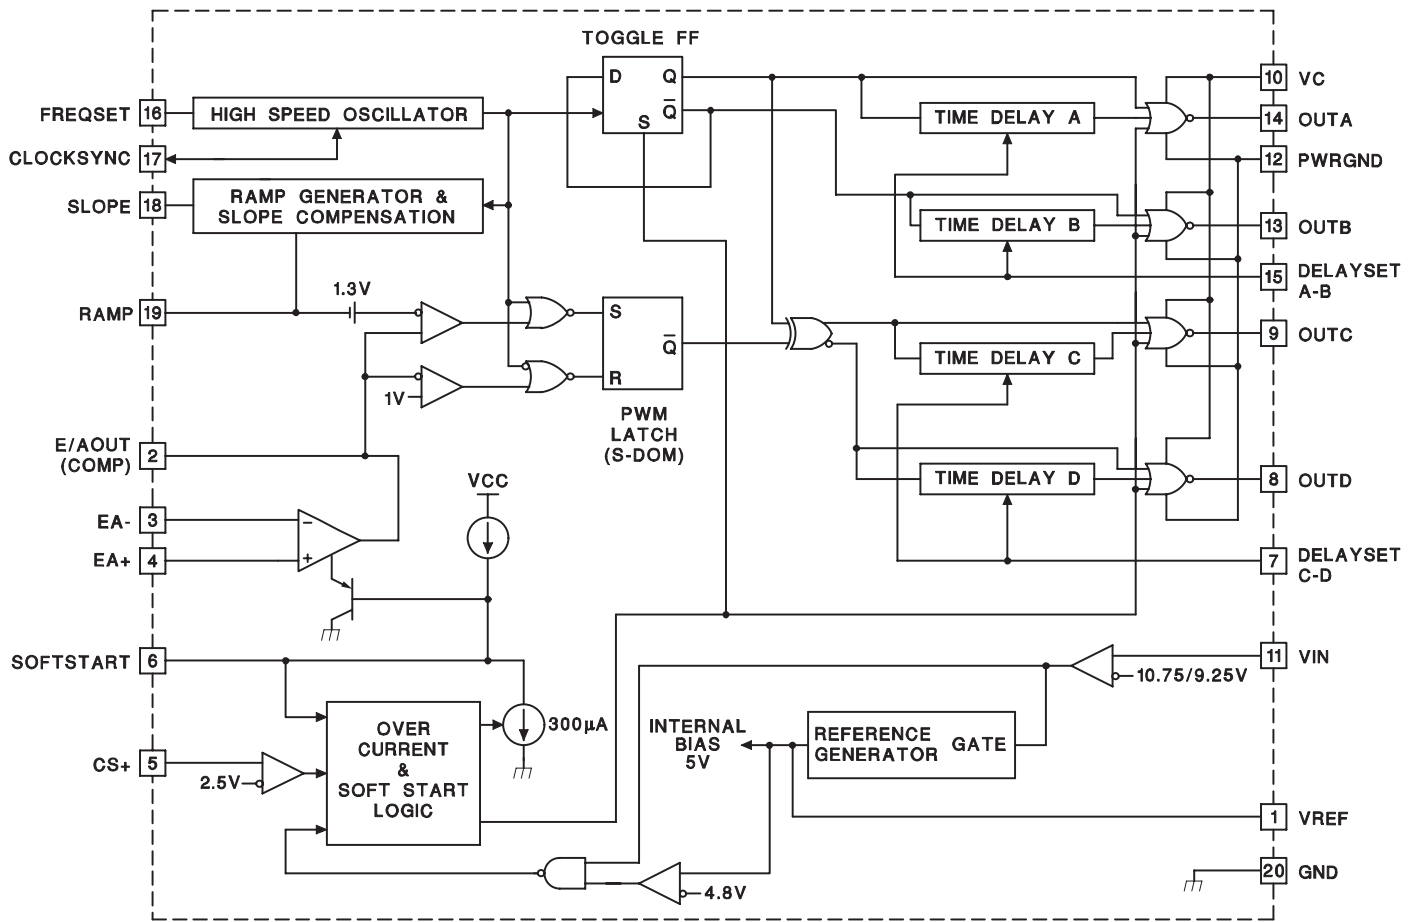 TOGGLE FF
D
Q
Q̅
S
FREQSET
16
HIGH SPEED OSCILLATOR
CLOCKSYNC
17
SLOPE
18
RAMP GENERATOR &
SLOPE COMPENSATION
TIME DELAY A
10
VC
14
OUTA
12
PWRGND
TIME DELAY B
13
OUTB
15
DELAYSET
A-B
RAMP
19
1.3V
S
Q̅
R
1V
PWM
LATCH
(S-DOM)
TIME DELAY C
9
OUTC
E/AOUT
(COMP)
2
EA-
3
EA+
4
−
+
VCC
TIME DELAY D
8
OUTD
7
DELAYSET
C-D
SOFTSTART
6
OVER
CURRENT
&
SOFT START
LOGIC
300µA
CS+
5
2.5V
11
VIN
10.75/9.25V
INTERNAL
BIAS
5V
REFERENCE
GENERATOR
GATE
1
VREF
4.8V
20
GND